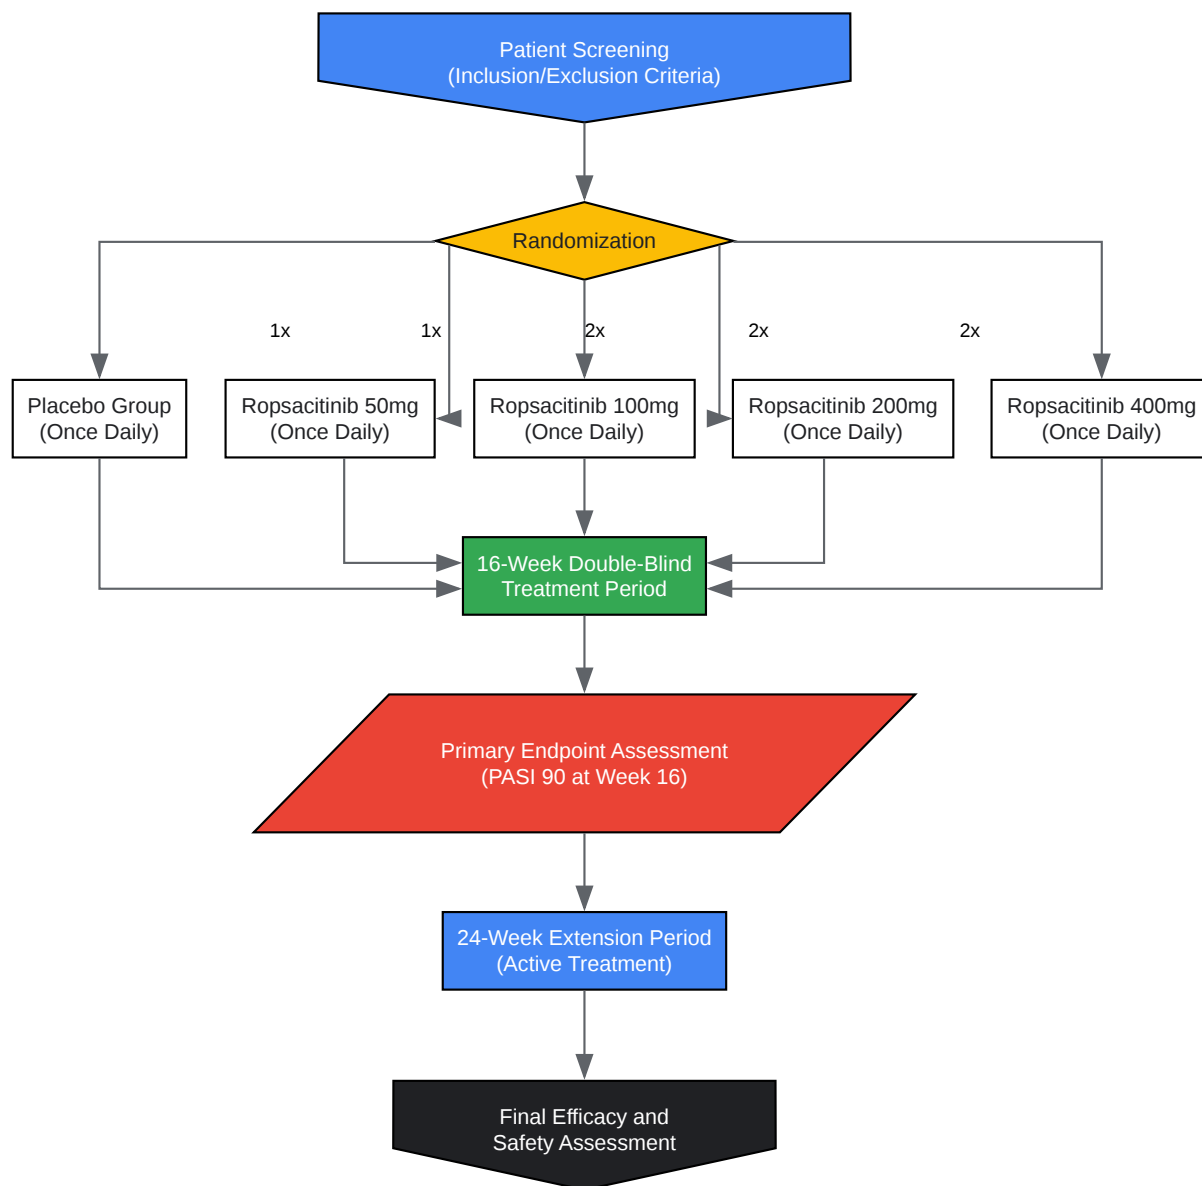 Patient Screening
(Inclusion/Exclusion Criteria)
Randomization
1x
1x
2x
2x
2x
Placebo Group
(Once Daily)
Ropsacitinib 50mg
(Once Daily)
Ropsacitinib 100mg
(Once Daily)
Ropsacitinib 200mg
(Once Daily)
Ropsacitinib 400mg
(Once Daily)
16-Week Double-Blind
Treatment Period
Primary Endpoint Assessment
(PASI 90 at Week 16)
24-Week Extension Period
(Active Treatment)
Final Efficacy and
Safety Assessment